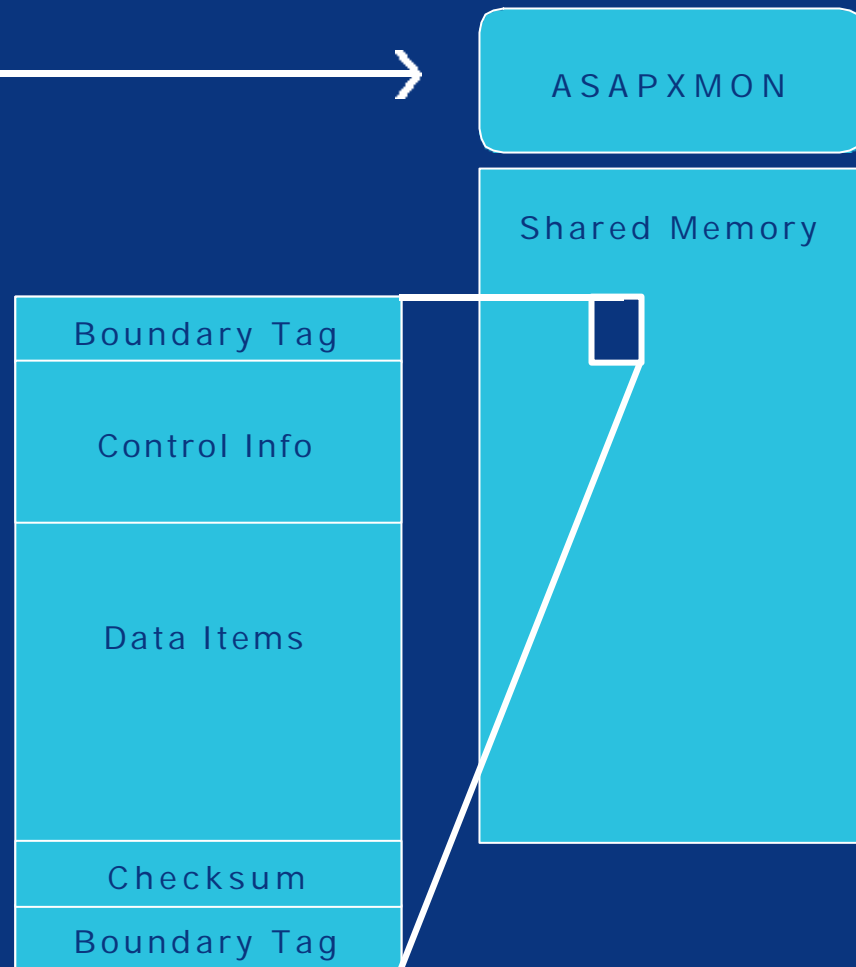 ASAPXMON
Shared Memory
Boundary Tag
Control Info
Data Items
Checksum
Boundary Tag